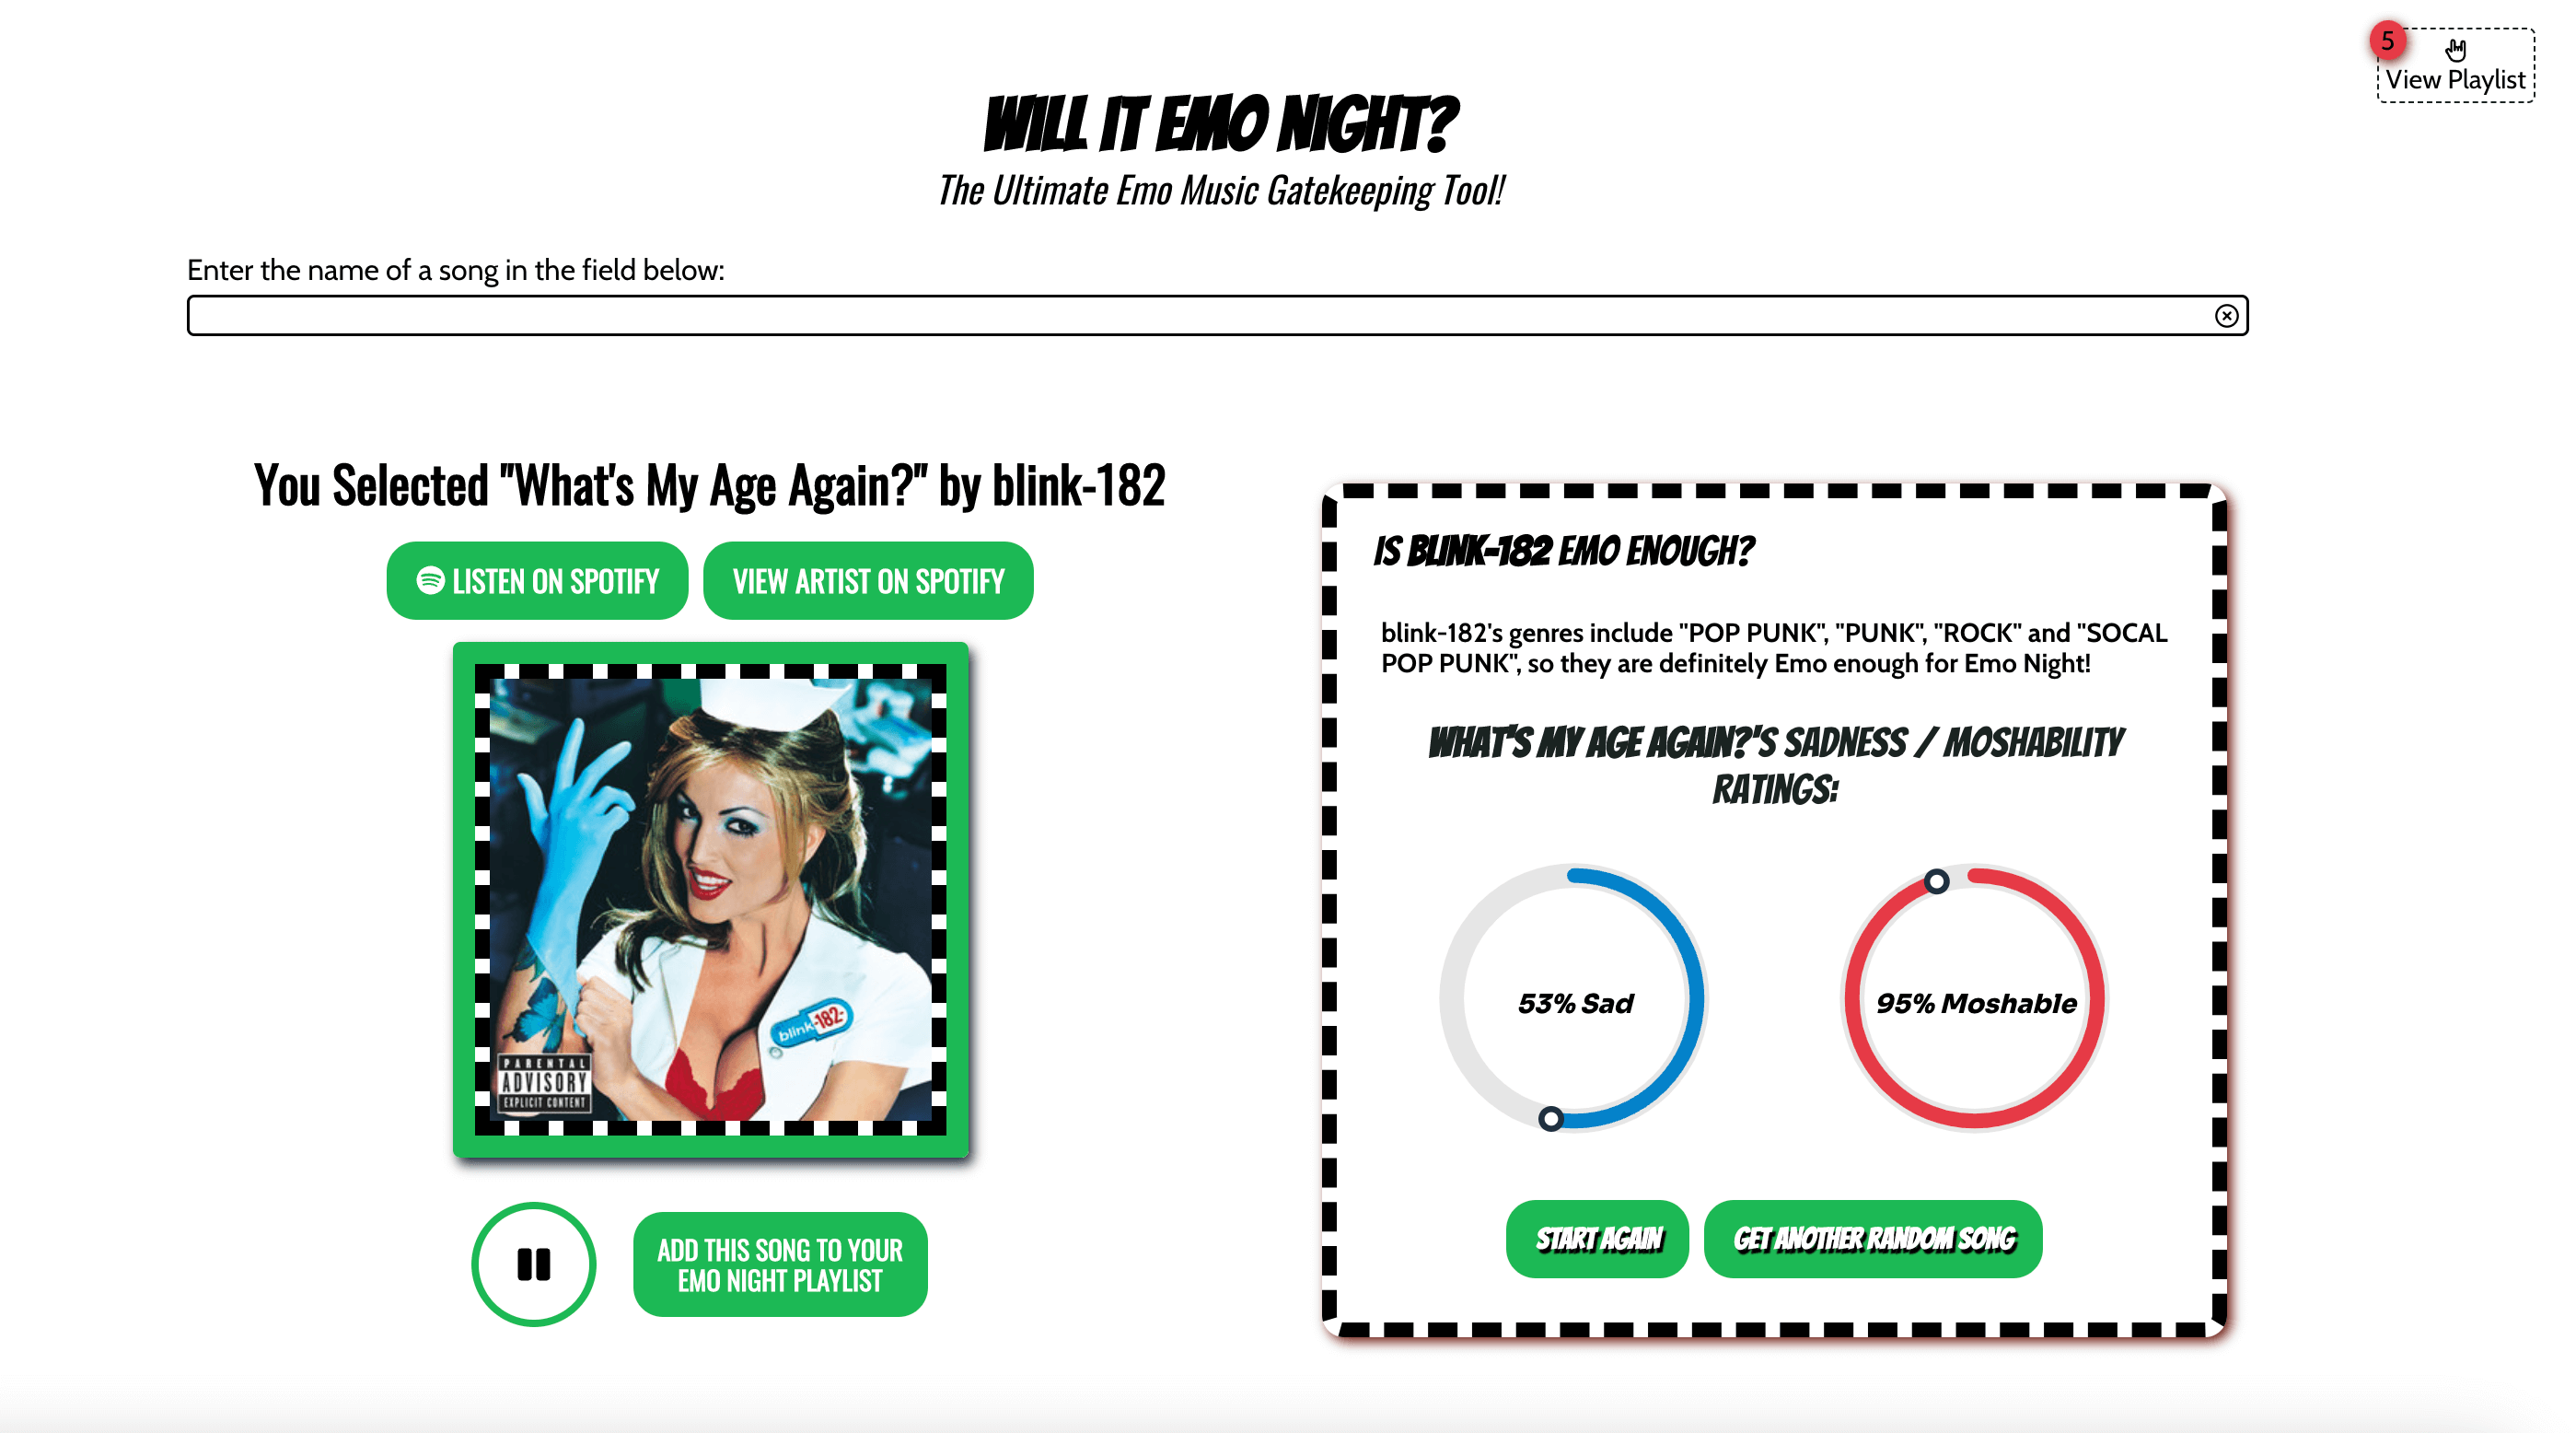 5
View Playlist
WILL IT EMO NIGHT?
The Ultimate Emo Music Gatekeeping Tool!
Enter the name of a song in the field below:
You Selected "What's My Age Again?" by blink-182
LISTEN ON SPOTIFY
VIEW ARTIST ON SPOTIFY
blink-182-
PARENTAL
ADVISORY
EXPLICIT CONTENT
ADD THIS SONG TO YOUR
EMO NIGHT PLAYLIST
IS BLINK-182 EMO ENOUGH?
blink-182's genres include "POP PUNK", "PUNK", "ROCK" and "SOCAL
POP PUNK", so they are definitely Emo enough for Emo Night!
WHAT'S MY AGE AGAIN?'S SADNESS / MOSHABILITY
RATINGS:
53% Sad
95% Moshable
START AGAIN
GET ANOTHER RANDOM SONG